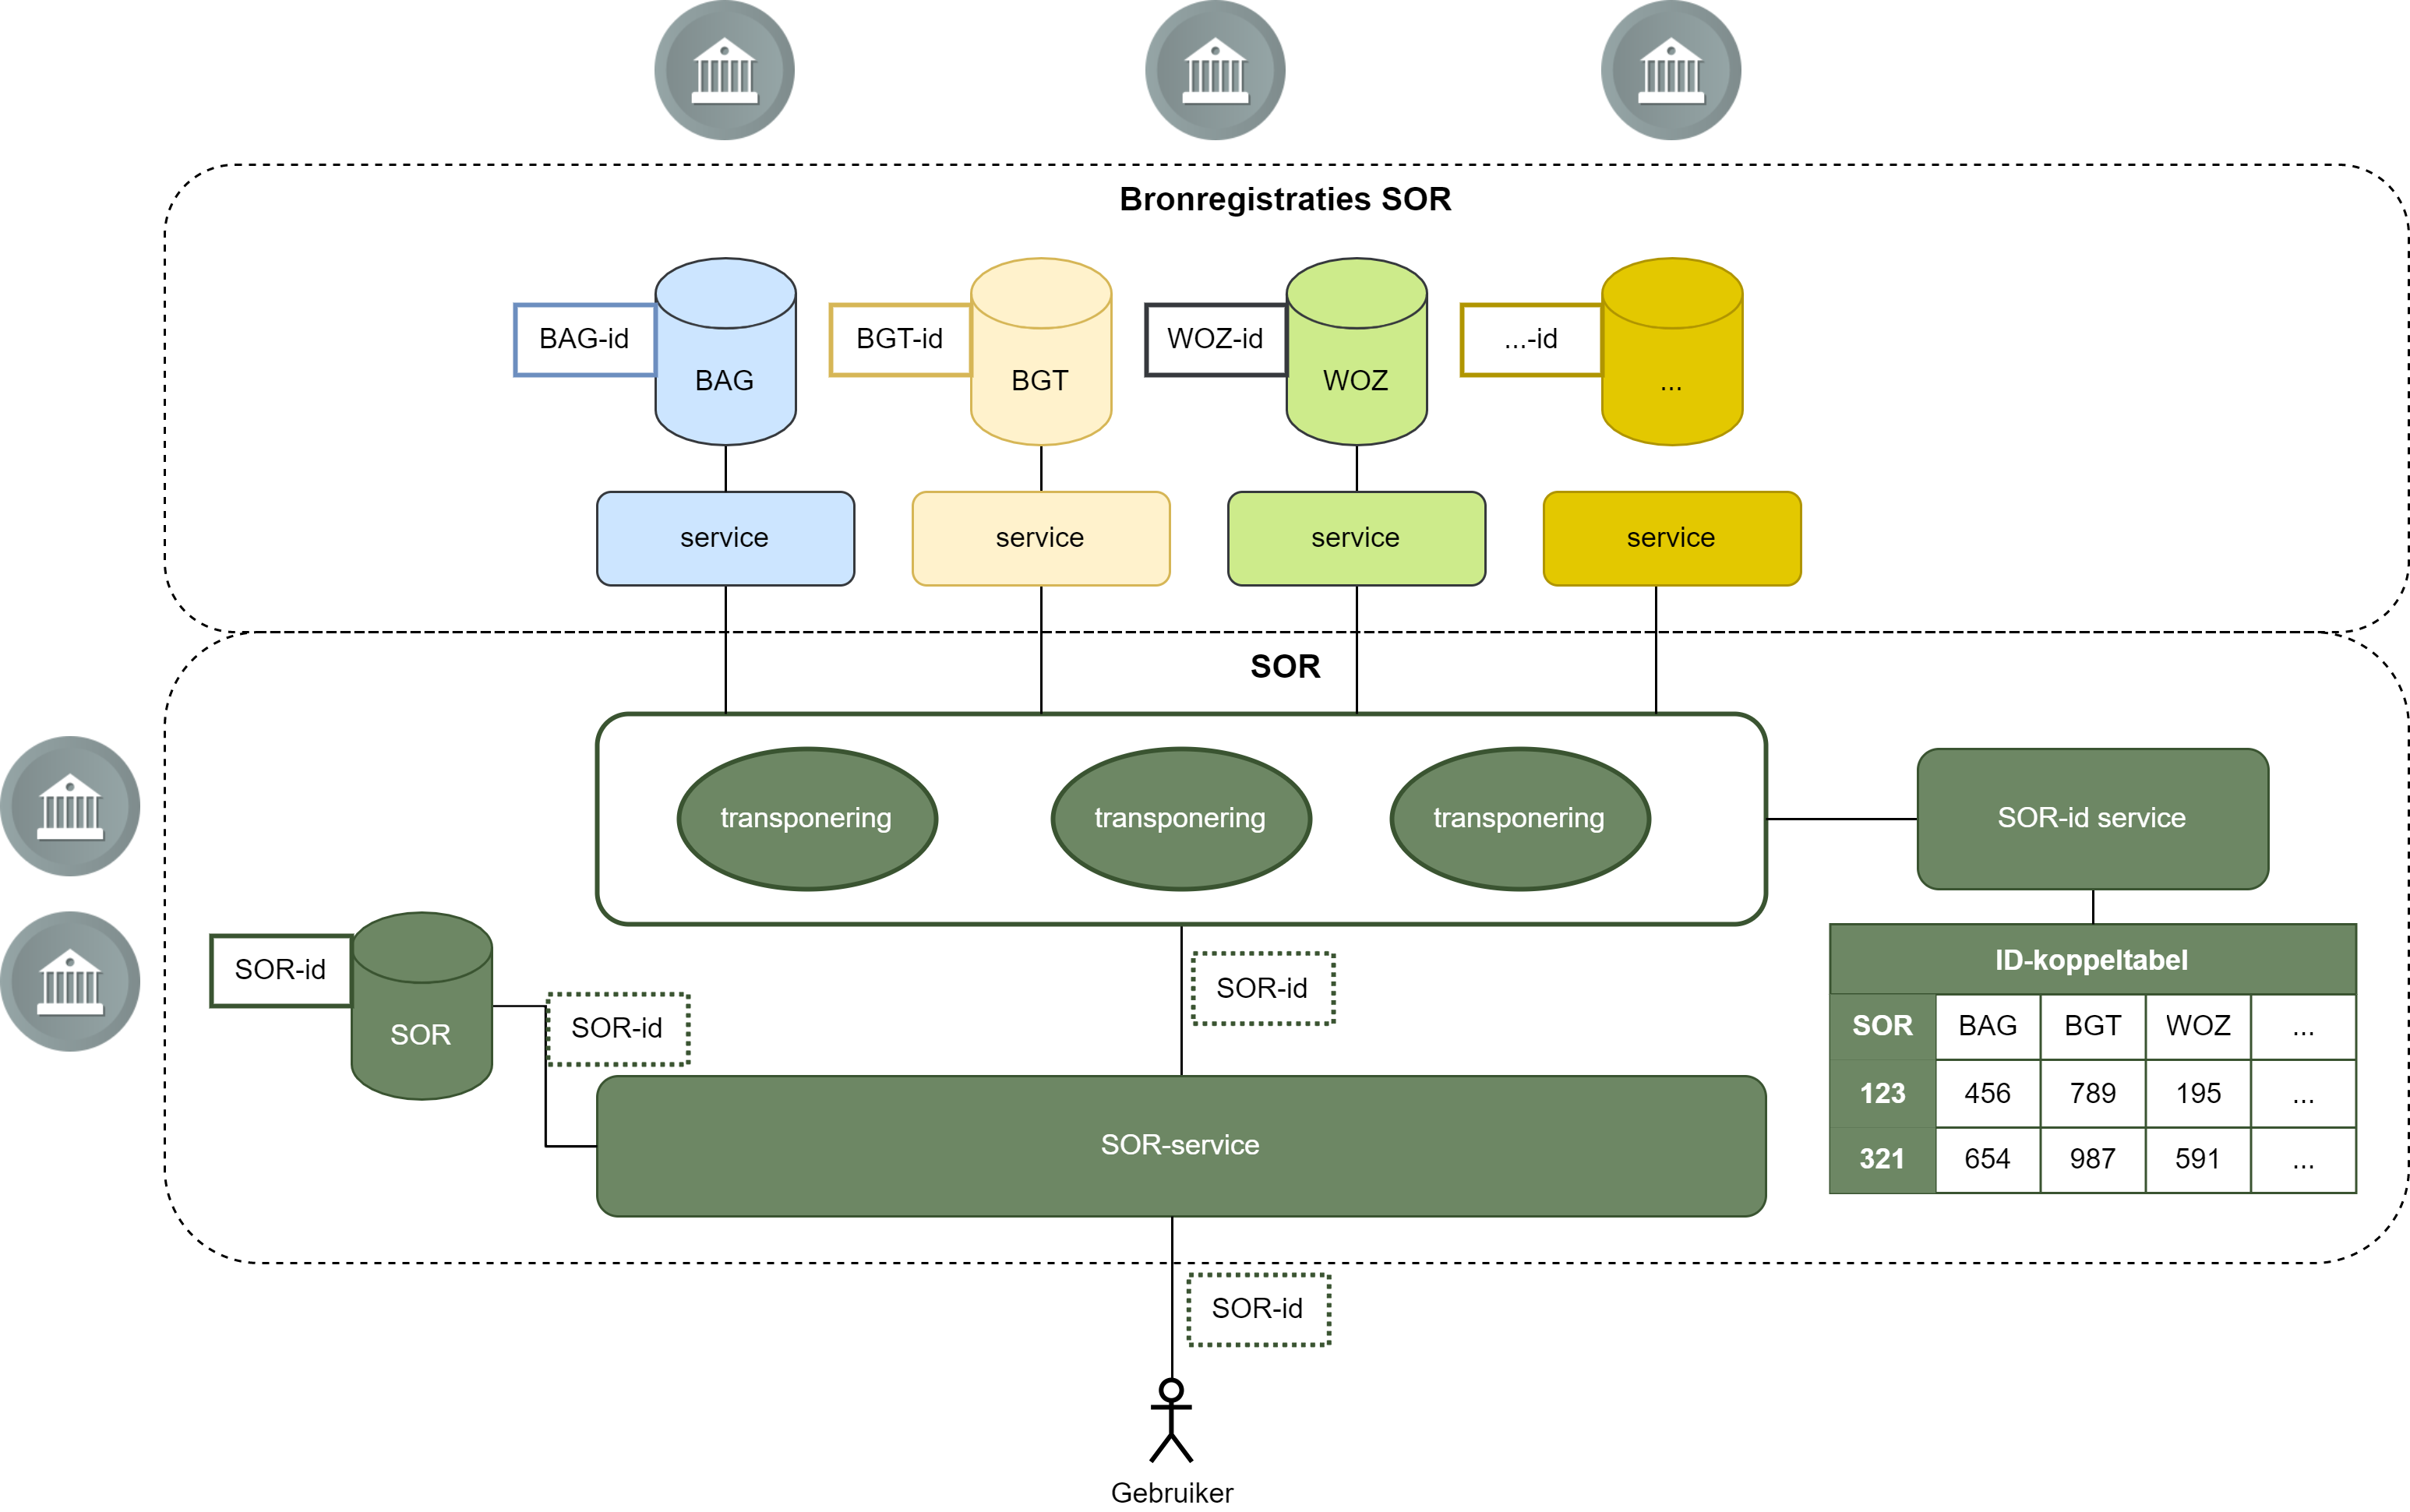 Bronregistraties SOR
BAG-id
BAG
BGT-id
BGT
WOZ-id
WOZ
...-id
...
service
service
service
service
SOR
transponering
transponering
transponering
SOR-id service
SOR-id
SOR
SOR-id
SOR-id
SOR-service
ID-koppeltabel
SOR BAG BGT WOZ ...
123 456 789 195 ...
321 654 987 591 ...
SOR-id
Gebruiker